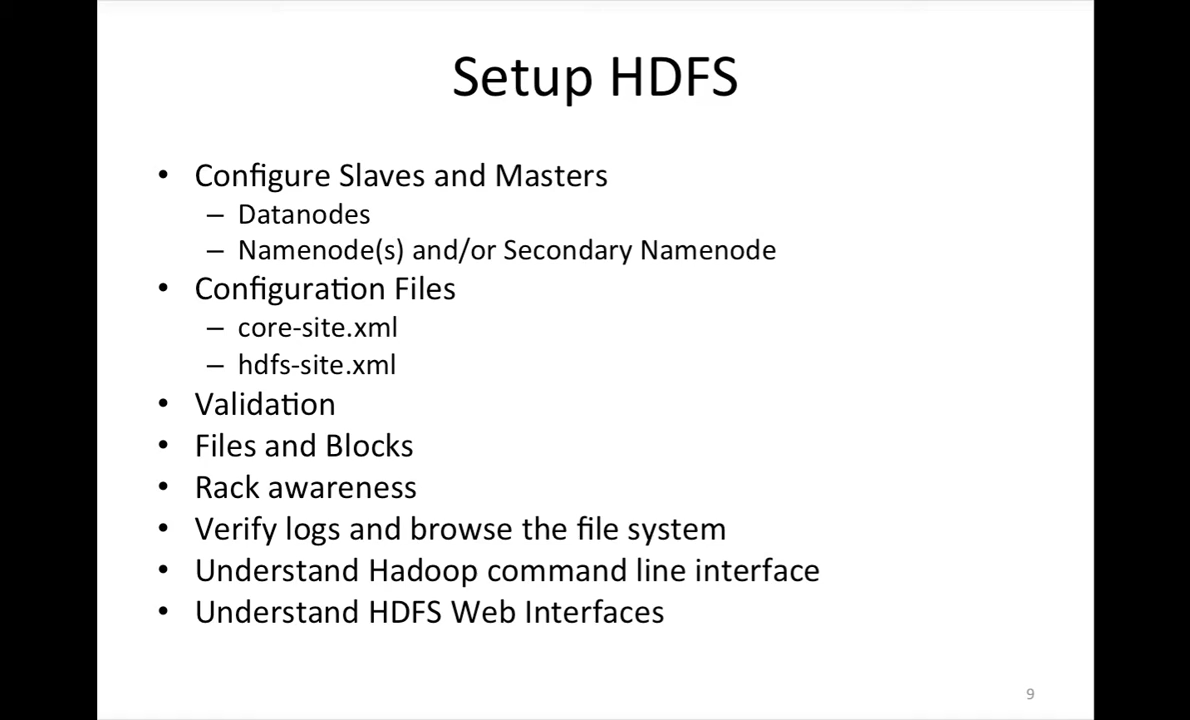 Setup HDFS
• Configure Slaves and Masters
– Datanodes
– Namenode(s) and/or Secondary Namenode
• Configuration Files
– core-site.xml
– hdfs-site.xml
• Validation
• Files and Blocks
• Rack awareness
• Verify logs and browse the file system
• Understand Hadoop command line interface
• Understand HDFS Web Interfaces
9